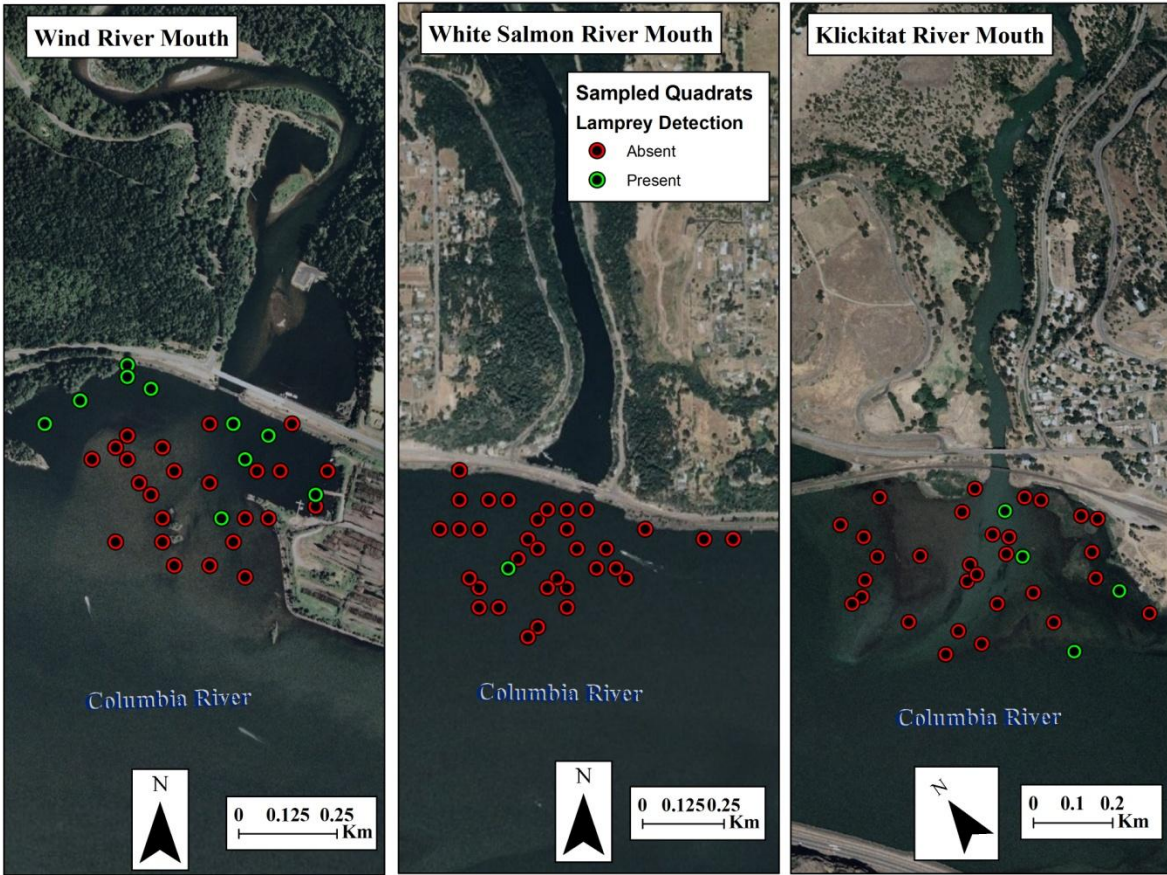 Wind River Mouth
Columbia River
N
0 0.125 0.25
Km
White Salmon River Mouth
Sampled Quadrats
Lamprey Detection
Absent
Present
Columbia River
N
0 0.125 0.25
Km
Klickitat River Mouth
Columbia River
N
0 0.1 0.2
Km